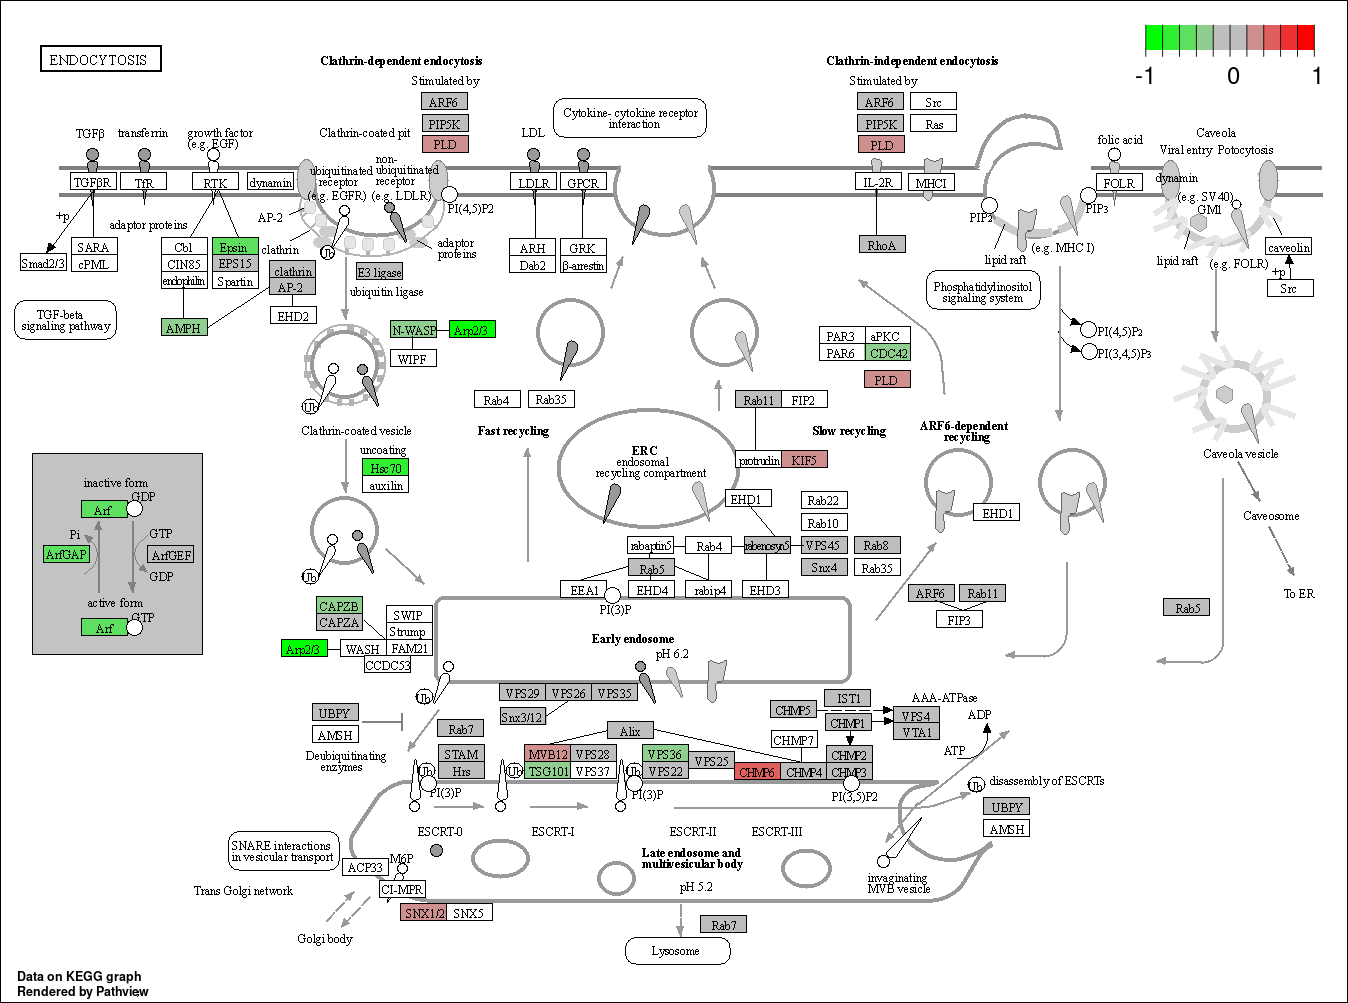 ENDOCYTOSIS
-1
0
1
Clathrin-dependent endocytosis
Stimulated by
ARF6
PIP5K
PLD
Clathrin-independent endocytosis
Stimulated by
ARF6
Src
PIP5K
Ras
PLD
Cytokine- cytokine receptor
interaction
TGFβ
transferrin
growth factor
(e.g. EGF)
Clathrin-coated pit
LDL
folic acid
Caveola
Viral entry
Potocytosis
TGFβR
TfR
RTK
dynamin
ubiquitinated
receptor
(e.g. EGFR)
non-
ubiquitinated
receptor
(e.g. LDLR)
PI(4,5)P2
LDLR
GPCR
IL-2R
MHCI
PIP2
PIP3
FOLR
dynamin
(e.g. SV40)
GM1
+p
adaptor proteins
AP-2
clathrin
Ub
adaptor
proteins
Smad2/3
SARA
cPML
Cbl
CIN85
endophilin
Epsin
EPS15
Spartin
clathrin
AP-2
EHD2
E3 ligase
ubiquitin ligase
ARH
Dab2
GRK
β-arrestin
RhoA
lipid raft
(e.g. MHC I)
lipid raft
(e.g. FOLR)
caveolin
+p
Src
TGF-beta
signaling pathway
AMPH
N-WASP
Arp2/3
WIPF
Phosphatidylinositol
signaling system
PI(4,5)P2
PI(3,4,5)P3
PAR3
aPKC
PAR6
CDC42
PLD
Ub
Clathrin-coated vesicle
uncoating
Hsc70
auxilin
Rab4
Rab35
Fast recycling
Rab11
FIP2
Slow recycling
protrudin
KIF5
ERC
endosomal
recycling compartment
ARF6-dependent
recycling
Caveola vesicle
Caveosome
To ER
inactive form
GDP
Arf
Pi
GTP
ArfGAP
ArfGEF
GDP
active form
GTP
Arf
Ub
EHD1
Rab22
Rab10
rabaptin5
Rab4
rabenosyn5
VPS45
Rab8
Rab5
Snx4
Rab35
EEA1
EHD4
rabip4
EHD3
PI(3)P
EHD1
ARF6
Rab11
FIP3
Rab5
CAPZB
CAPZA
SWIP
Strump
Arp2/3
WASH
FAM21
CCDC53
Early endosome
pH 6.2
Ub
VPS29
VPS26
VPS35
Snx3/12
UBPY
AMSH
Deubiquitinating
enzymes
Rab7
STAM
Hrs
Alix
MVB12
VPS28
TSG101
VPS37
VPS36
VPS22
VPS25
CHMP6
CHMP4
CHMP3
CHMP2
CHMP7
CHMP5
CHMP1
IST1
AAA-ATPase
VPS4
VTA1
ADP
ATP
Ub
PI(3)P
Ub
Ub
PI(3)P
PI(3,5)P2
Ub
disassembly of ESCRTs
UBPY
AMSH
ESCRT-0
ESCRT-I
ESCRT-II
ESCRT-III
SNARE interactions
in vesicular transport
ACP33
M6P
CI-MPR
Late endosome and
multivesicular body
pH 5.2
invaginating
MVB vesicle
Trans Golgi network
SNX1/2
SNX5
Golgi body
Rab7
Lysosome
Data on KEGG graph
Rendered by Pathview